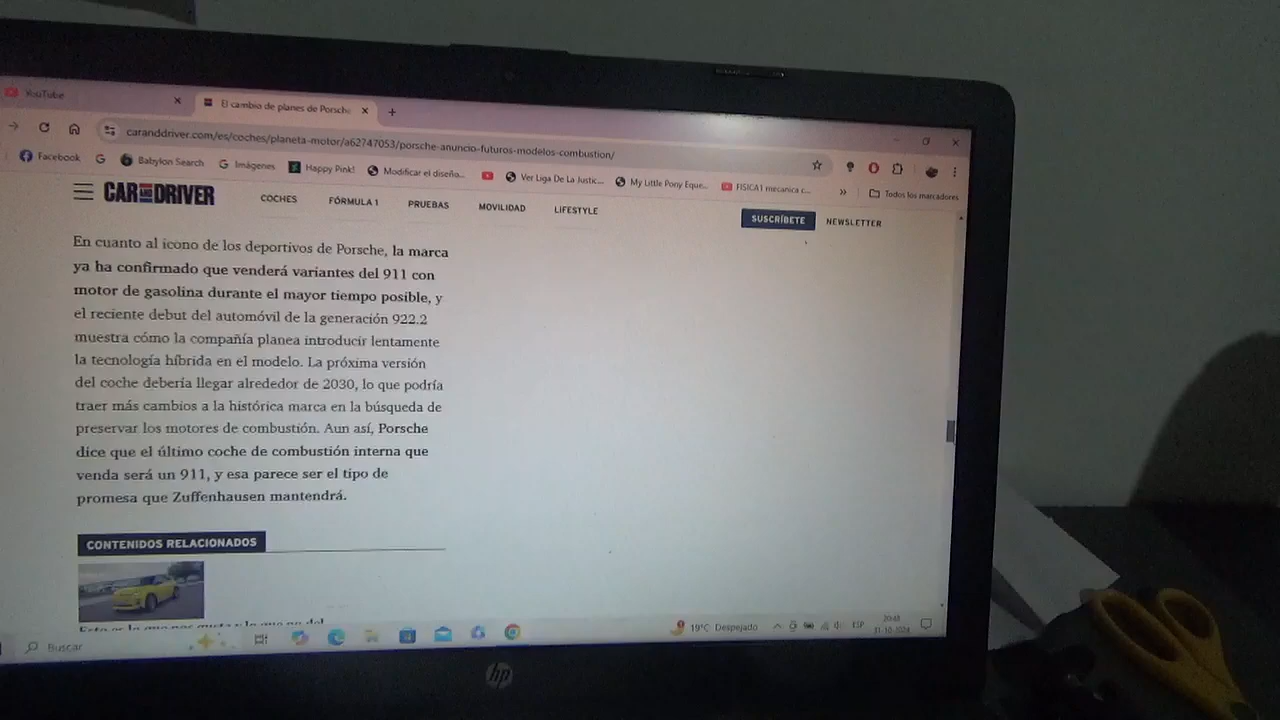 YouTube
El cambio de planes de Porsche
caranddriver.com/es/coches/planeta-motor/a62747053/porsche-anuncio-futuros-modelos-combustion/
Facebook
Babylon Search
Imágenes
Happy Pink!
Modificar el diseño...
Ver Liga De La Justic...
My Little Pony Eque...
FISICA I mecanica c...
Todos los marcadores
CAR AND DRIVER
COCHES
FÓRMULA 1
PRUEBAS
MOVILIDAD
LIFESTYLE
SUSCRÍBETE
NEWSLETTER
En cuanto al icono de los deportivos de Porsche, la marca
ya ha confirmado que venderá variantes del 911 con
motor de gasolina durante el mayor tiempo posible, y
el reciente debut del automóvil de la generación 922.2
muestra cómo la compañía planea introducir lentamente
la tecnología híbrida en el modelo. La próxima versión
del coche debería llegar alrededor de 2030, lo que podría
traer más cambios a la histórica marca en la búsqueda de
preservar los motores de combustión. Aun así, Porsche
dice que el último coche de combustión interna que
venda será un 911, y esa parece ser el tipo de
promesa que Zuffenhausen mantendrá.
CONTENIDOS RELACIONADOS
Buscar
19°C Despejado
ESP
hp